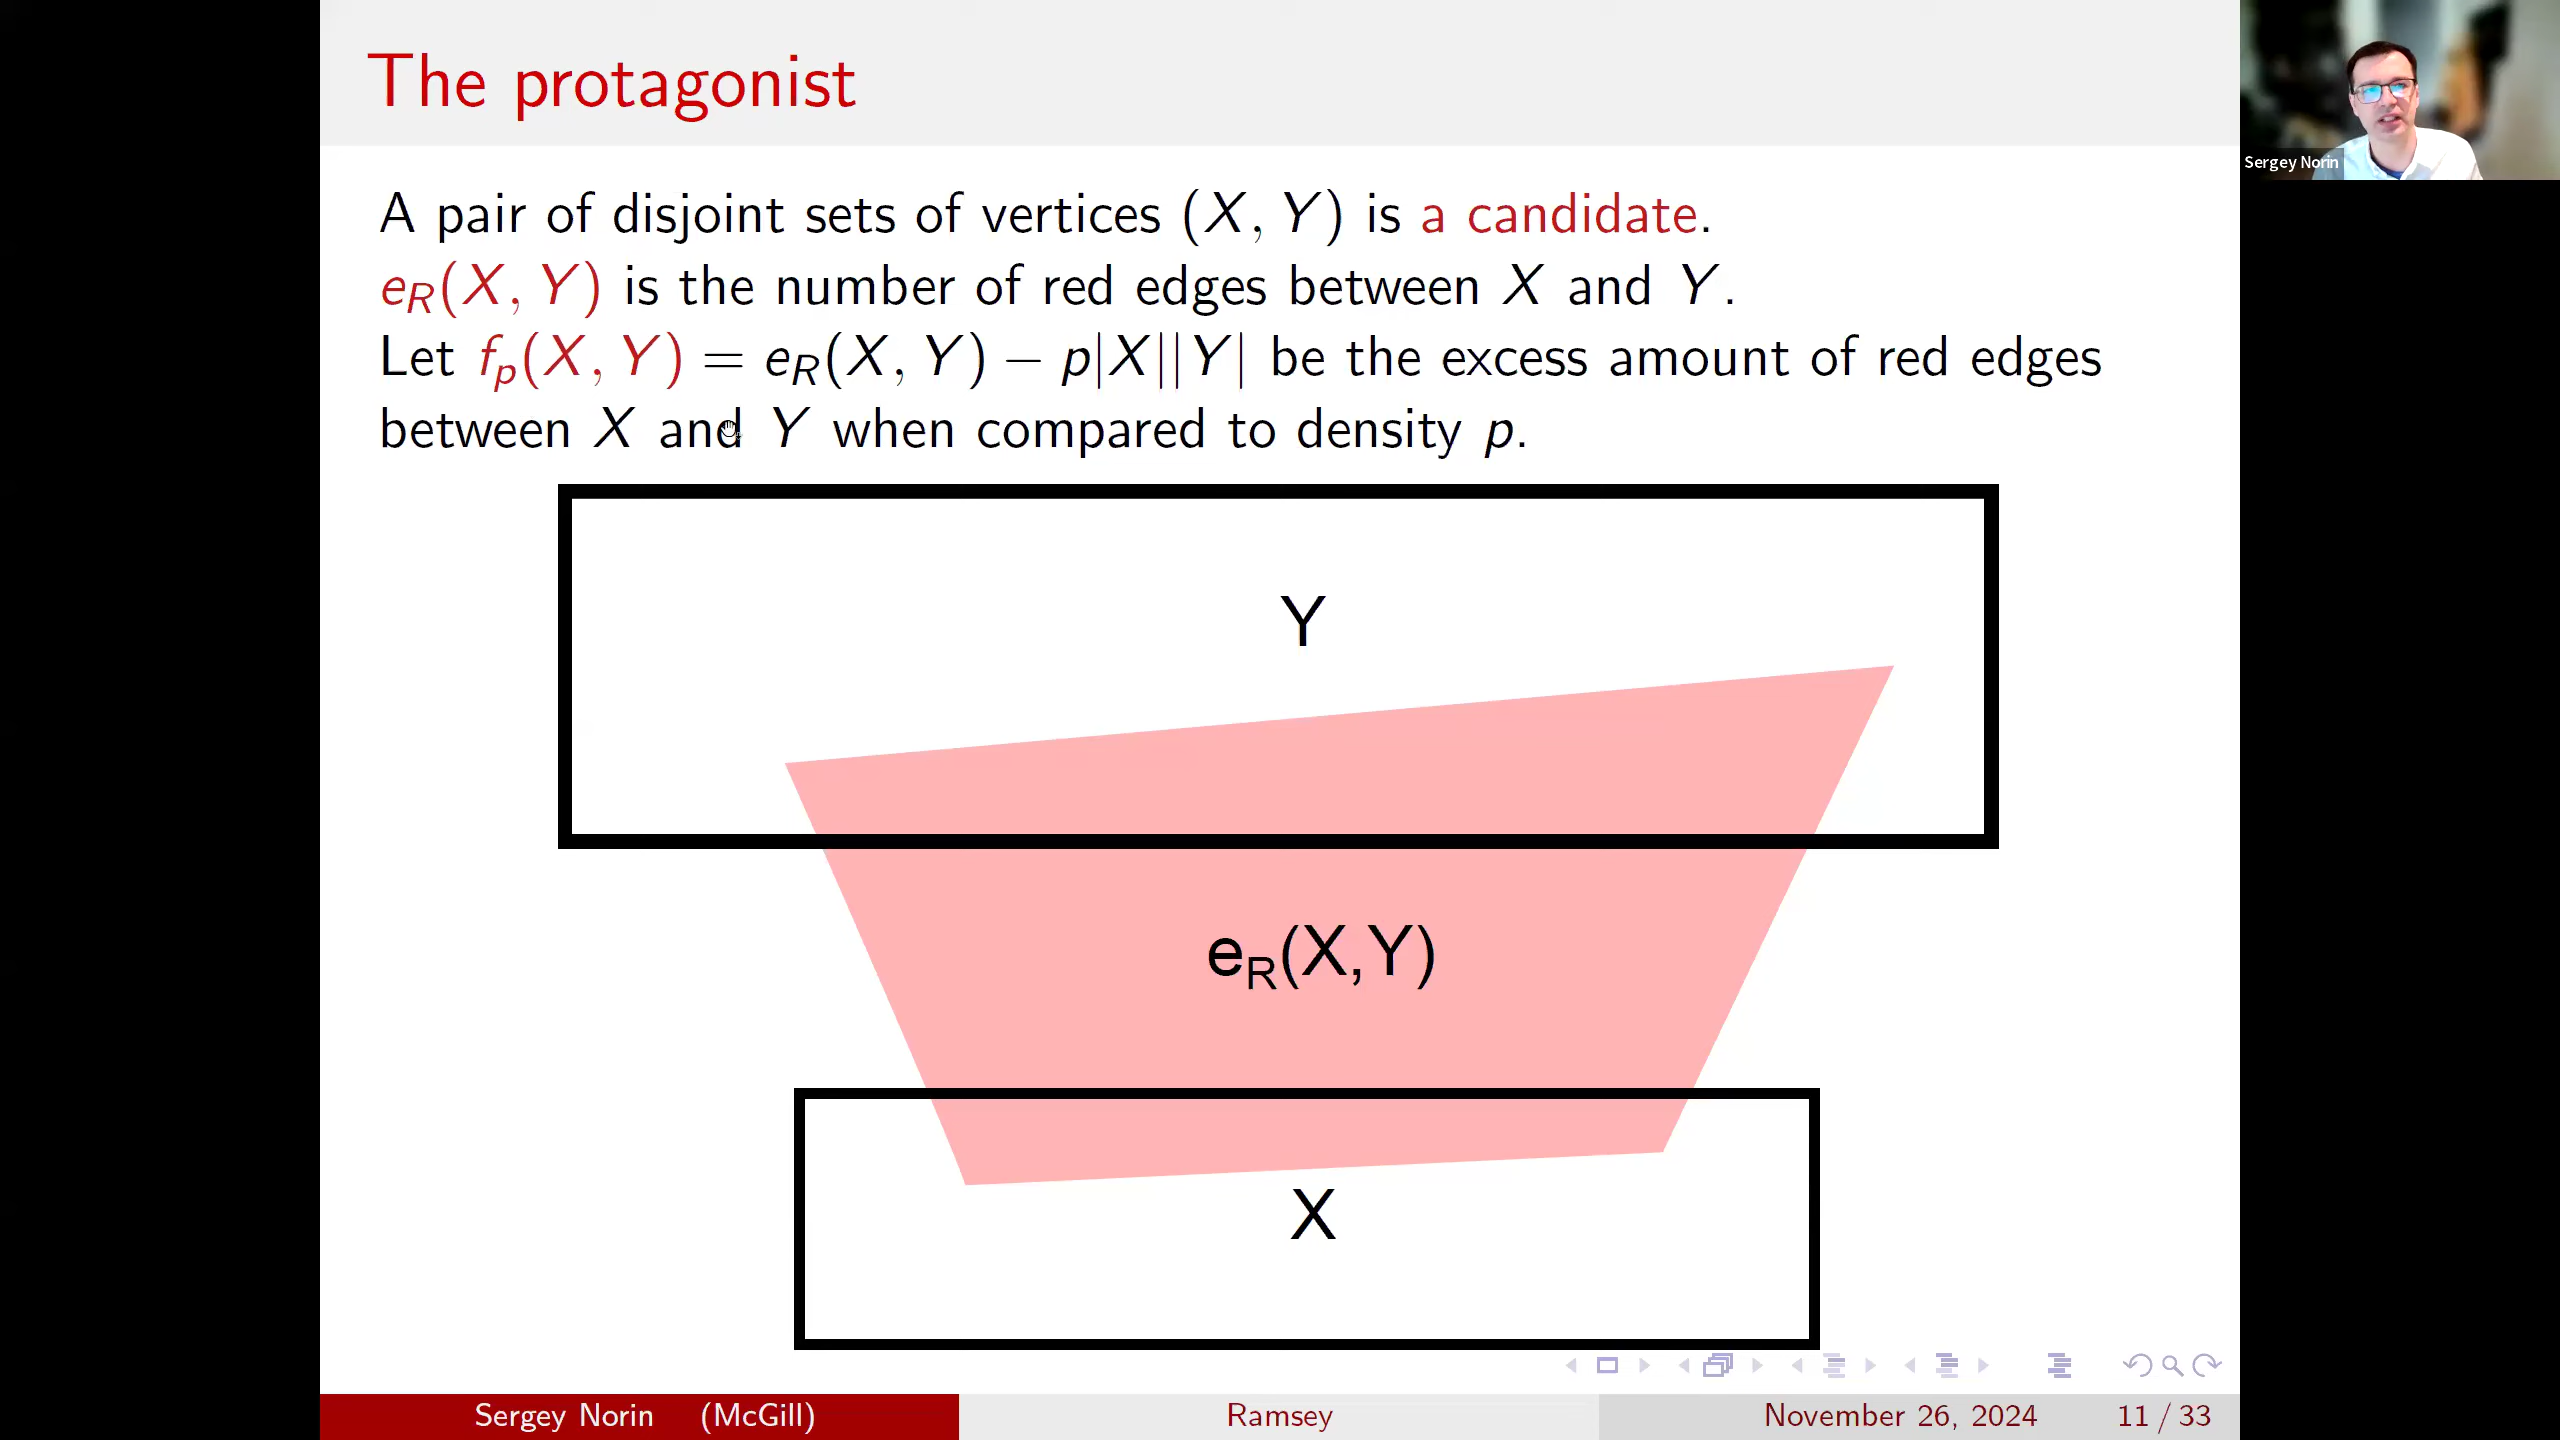 The protagonist
A pair of disjoint sets of vertices (X, Y) is a candidate.
e_R(X, Y) is the number of red edges between X and Y.
Let f_p(X, Y) = e_R(X, Y) − p|X||Y| be the excess amount of red edges
between X and Y when compared to density p.
Y
e_R(X,Y)
X
Sergey Norin (McGill)
Ramsey
November 26, 2024
11 / 33
Sergey Norin